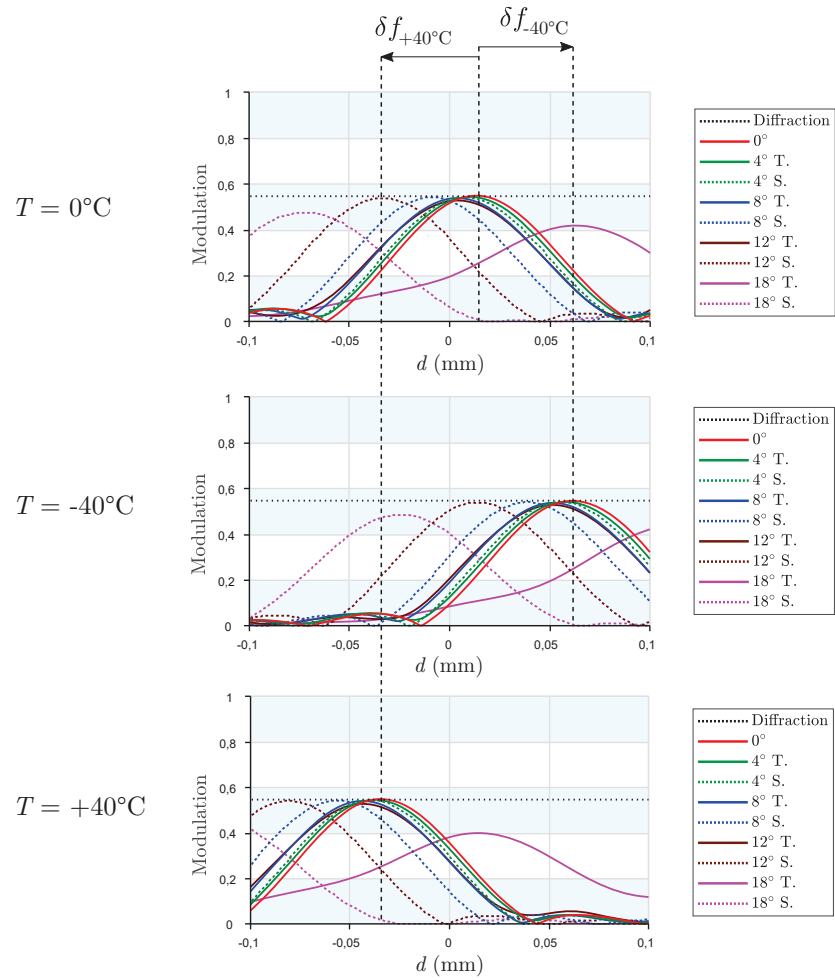 δf+40°C
δf-40°C
T = 0°C
Modulation
1
0,8
0,6
0,4
0,2
0
-0,1
-0,05
0
0,05
0,1
d (mm)
Diffraction
0°
4° T.
4° S.
8° T.
8° S.
12° T.
12° S.
18° T.
18° S.
T = -40°C
Modulation
1
0,8
0,6
0,4
0,2
0
-0,1
-0,05
0
0,05
0,1
d (mm)
Diffraction
0°
4° T.
4° S.
8° T.
8° S.
12° T.
12° S.
18° T.
18° S.
T = +40°C
Modulation
1
0,8
0,6
0,4
0,2
0
-0,1
-0,05
0
0,05
0,1
d (mm)
Diffraction
0°
4° T.
4° S.
8° T.
8° S.
12° T.
12° S.
18° T.
18° S.